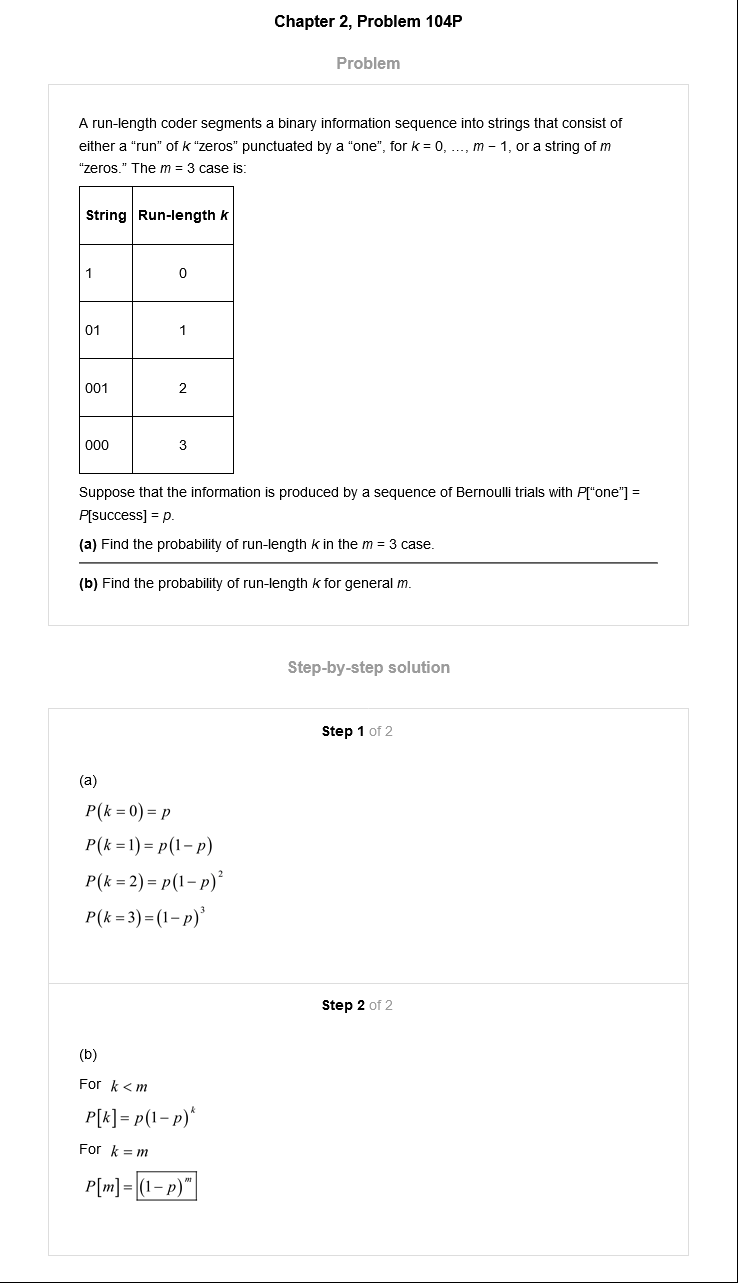 Chapter 2, Problem 104P
Problem
A run-length coder segments a binary information sequence into strings that consist of
either a “run” of k “zeros” punctuated by a “one”, for k = 0, …, m − 1, or a string of m
“zeros.” The m = 3 case is:
String Run-length k
1 0
01 1
001 2
000 3
Suppose that the information is produced by a sequence of Bernoulli trials with P[“one”] =
P[success] = p.
(a) Find the probability of run-length k in the m = 3 case.
(b) Find the probability of run-length k for general m.
Step-by-step solution
Step 1 of 2
(a)
P(k = 0) = p
P(k = 1) = p(1 − p)
P(k = 2) = p(1 − p)²
P(k = 3) = (1 − p)³
Step 2 of 2
(b)
For k < m
P[k] = p(1 − p)^k
For k = m
P[m] = (1 − p)^m